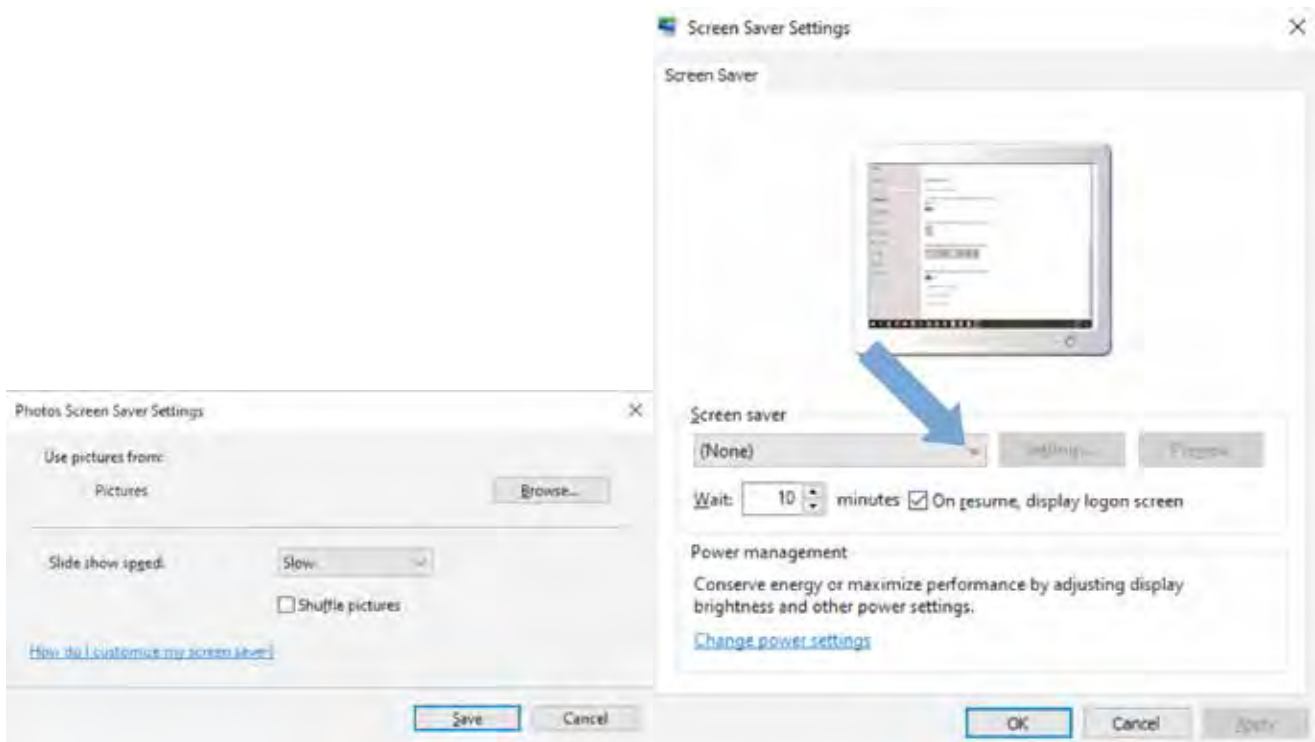 Photos Screen Saver Settings
Use pictures from:
Pictures
Browse...
Slide show speed:
Slow
Shuffle pictures
How do I customize my screen saver?
Save
Cancel
Screen Saver Settings
Screen Saver
Screen saver
(None)
Settings...
Preview
Wait: 10 minutes On resume, display logon screen
Power management
Conserve energy or maximize performance by adjusting display
brightness and other power settings.
Change power settings
OK
Cancel
Apply